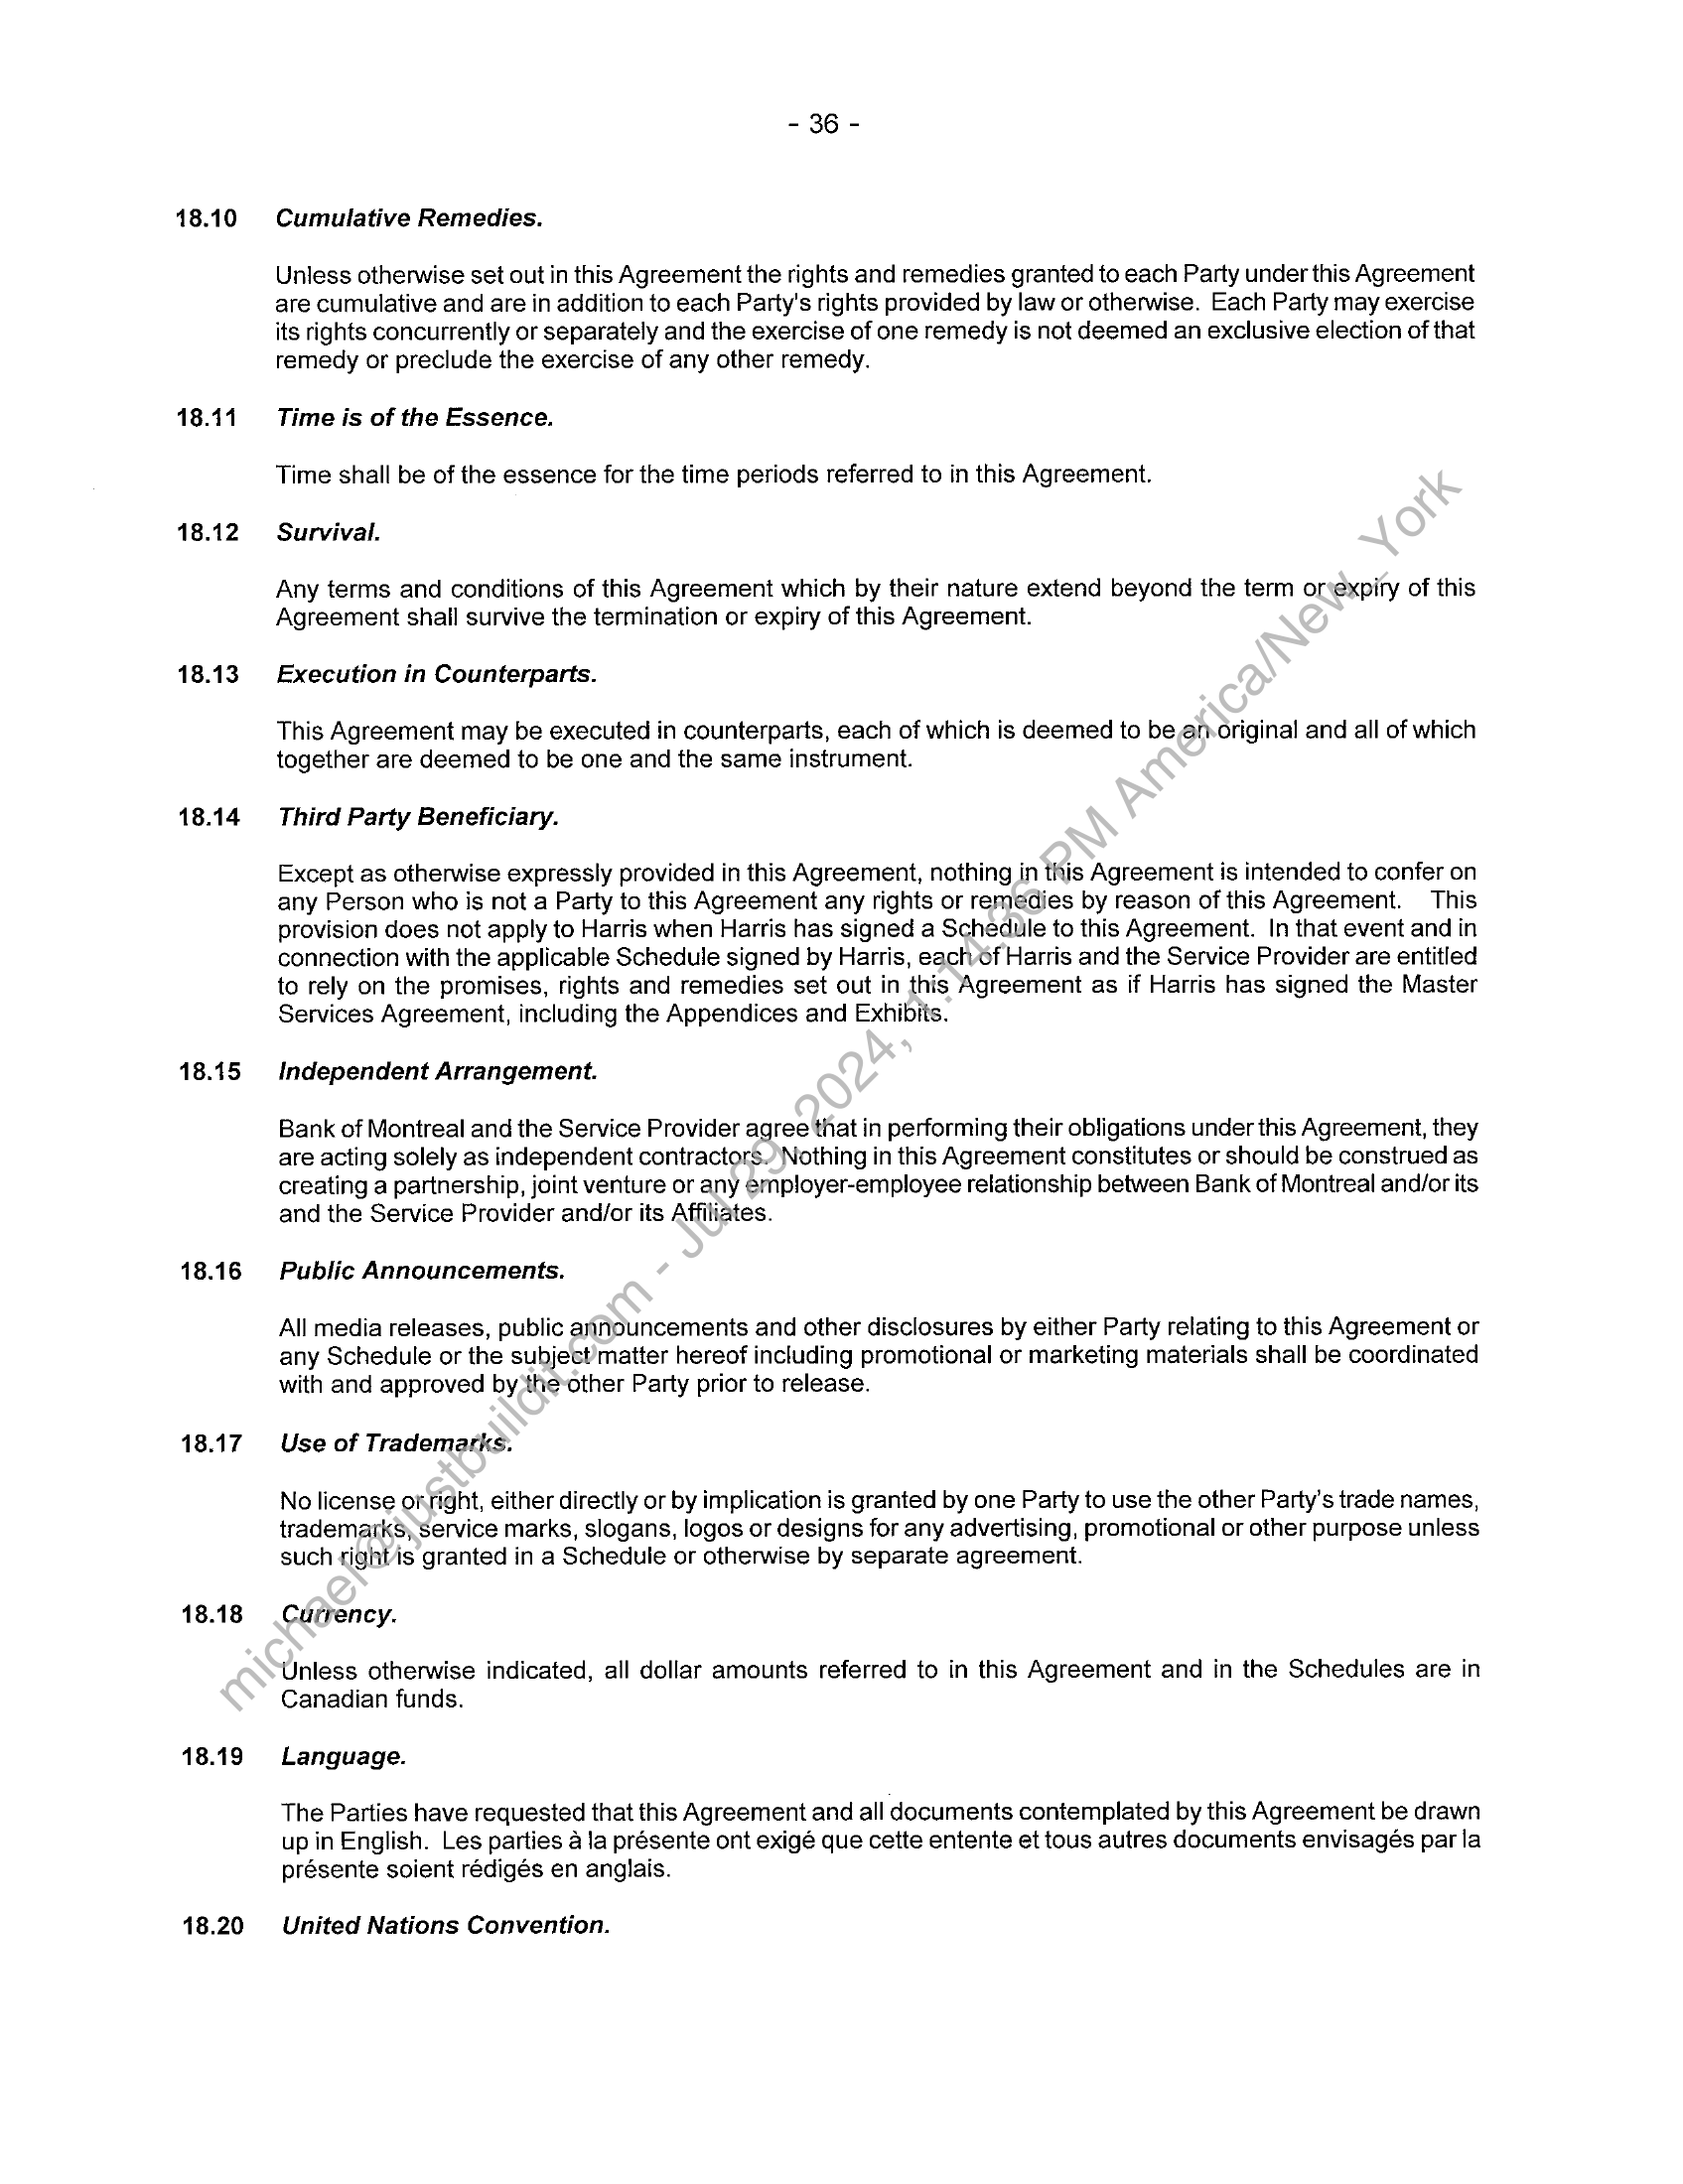 - 36 -
18.10 Cumulative Remedies.
Unless otherwise set out in this Agreement the rights and remedies granted to each Party under this Agreement
are cumulative and are in addition to each Party's rights provided by law or otherwise. Each Party may exercise
its rights concurrently or separately and the exercise of one remedy is not deemed an exclusive election of that
remedy or preclude the exercise of any other remedy.
18.11 Time is of the Essence.
Time shall be of the essence for the time periods referred to in this Agreement.
18.12 Survival.
Any terms and conditions of this Agreement which by their nature extend beyond the term or expiry of this
Agreement shall survive the termination or expiry of this Agreement.
18.13 Execution in Counterparts.
This Agreement may be executed in counterparts, each of which is deemed to be an original and all of which
together are deemed to be one and the same instrument.
18.14 Third Party Beneficiary.
Except as otherwise expressly provided in this Agreement, nothing in this Agreement is intended to confer on
any Person who is not a Party to this Agreement any rights or remedies by reason of this Agreement. This
provision does not apply to Harris when Harris has signed a Schedule to this Agreement. In that event and in
connection with the applicable Schedule signed by Harris, each of Harris and the Service Provider are entitled
to rely on the promises, rights and remedies set out in this Agreement as if Harris has signed the Master
Services Agreement, including the Appendices and Exhibits.
18.15 Independent Arrangement.
Bank of Montreal and the Service Provider agree that in performing their obligations under this Agreement, they
are acting solely as independent contractors. Nothing in this Agreement constitutes or should be construed as
creating a partnership, joint venture or any employer-employee relationship between Bank of Montreal and/or its
and the Service Provider and/or its Affiliates.
18.16 Public Announcements.
All media releases, public announcements and other disclosures by either Party relating to this Agreement or
any Schedule or the subject matter hereof including promotional or marketing materials shall be coordinated
with and approved by the other Party prior to release.
18.17 Use of Trademarks.
No license or right, either directly or by implication is granted by one Party to use the other Party's trade names,
trademarks, service marks, slogans, logos or designs for any advertising, promotional or other purpose unless
such right is granted in a Schedule or otherwise by separate agreement.
18.18 Currency.
Unless otherwise indicated, all dollar amounts referred to in this Agreement and in the Schedules are in
Canadian funds.
18.19 Language.
The Parties have requested that this Agreement and all documents contemplated by this Agreement be drawn
up in English. Les parties à la présente ont exigé que cette entente et tous autres documents envisagés par la
présente soient rédigés en anglais.
18.20 United Nations Convention.
michael@justbuildit.com - Jul 29, 2024, 1:14:36 PM America/New_York